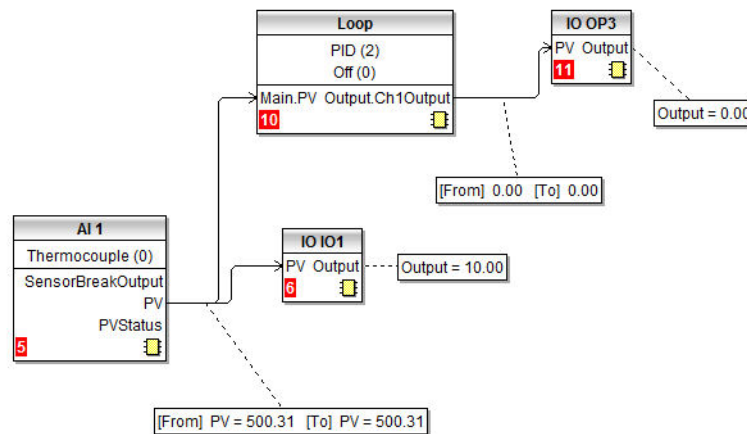 Loop
PID (2)
Off (0)
Main.PV Output.Ch1Output
10
IO OP3
PV Output
11
Output = 0.00
[From] 0.00 [To] 0.00
AI 1
Thermocouple (0)
SensorBreakOutput
PV
PVStatus
5
IO IO1
PV Output
6
Output = 10.00
[From] PV = 500.31 [To] PV = 500.31